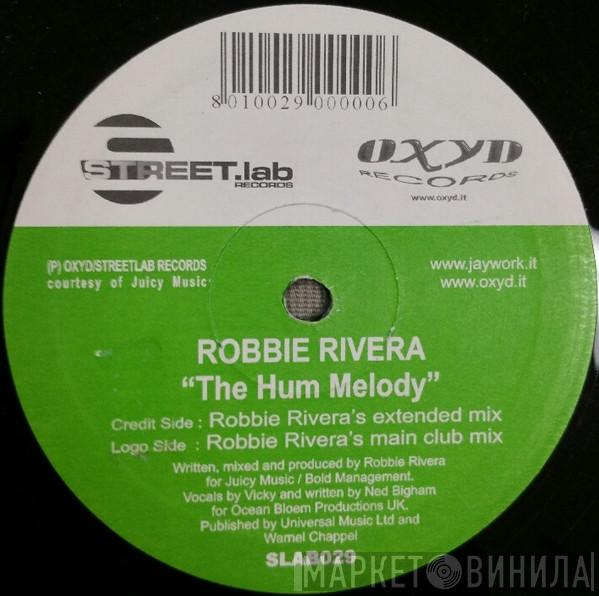 8 010029 000006
STREET.lab
RECORDS
OXYD
RECORDS
www.oxyd.it
(P) OXYD/STREETLAB RECORDS
courtesy of Juicy Music
www.jaywork.it
www.oxyd.it
ROBBIE RIVERA
“The Hum Melody”
Credit Side : Robbie Rivera's extended mix
Logo Side : Robbie Rivera's main club mix
Written, mixed and produced by Robbie Rivera
for Juicy Music / Bold Management.
Vocals by Vicky and written by Ned Bigham
for Ocean Bloem Productions UK.
Published by Universal Music Ltd and
Warnel Chappel
SLAB029
МАРКЕТ ВИНИЛА